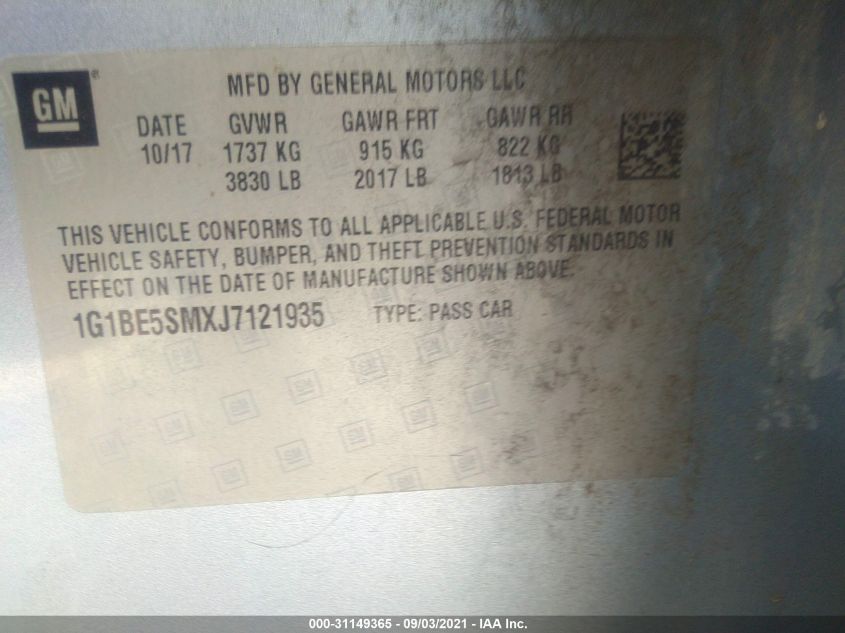 GM®
MFD BY GENERAL MOTORS LLC
DATE GVWR GAWR FRT GAWR RR
10/17 1737 KG 915 KG 822 KG
3830 LB 2017 LB 1813 LB
THIS VEHICLE CONFORMS TO ALL APPLICABLE U.S. FEDERAL MOTOR
VEHICLE SAFETY, BUMPER, AND THEFT PREVENTION STANDARDS IN
EFFECT ON THE DATE OF MANUFACTURE SHOWN ABOVE.
1G1BE5SMXJ7121935 TYPE: PASS CAR
000-31149365 - 09/03/2021 - IAA Inc.